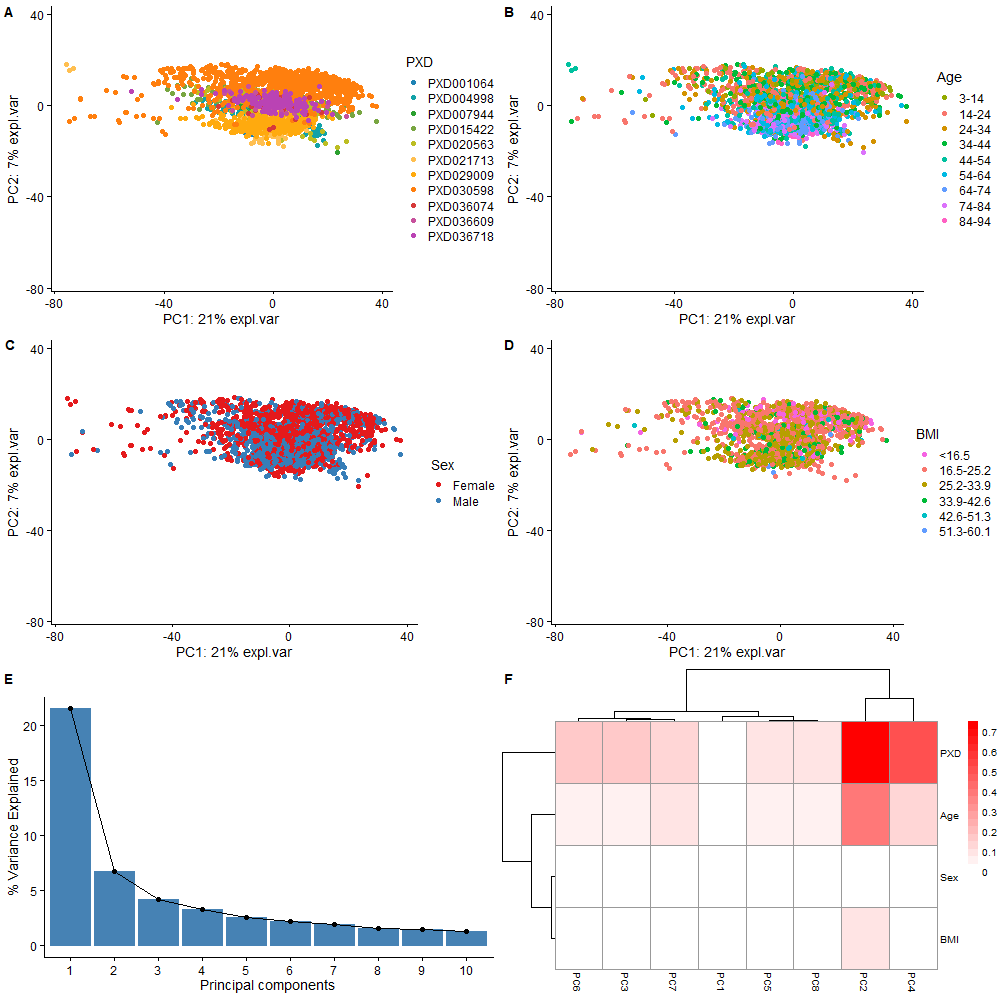 A
40
0
-40
-80
PC2: 7% expl.var
-80
-40
0
40
PC1: 21% expl.var
PXD
PXD001064
PXD004998
PXD007944
PXD015422
PXD020563
PXD021713
PXD029009
PXD030598
PXD036074
PXD036609
PXD036718
B
40
0
-40
-80
PC2: 7% expl.var
-80
-40
0
40
PC1: 21% expl.var
Age
3-14
14-24
24-34
34-44
44-54
54-64
64-74
74-84
84-94
C
40
0
-40
-80
PC2: 7% expl.var
-80
-40
0
40
PC1: 21% expl.var
Sex
Female
Male
D
40
0
-40
-80
PC2: 7% expl.var
-80
-40
0
40
PC1: 21% expl.var
BMI
<16.5
16.5-25.2
25.2-33.9
33.9-42.6
42.6-51.3
51.3-60.1
E
20
15
10
5
0
% Variance Explained
1
2
3
4
5
6
7
8
9
10
Principal components
F
PXD
Age
Sex
BMI
PC6
PC3
PC7
PC1
PC5
PC8
PC2
PC4
0.7
0.6
0.5
0.4
0.3
0.2
0.1
0